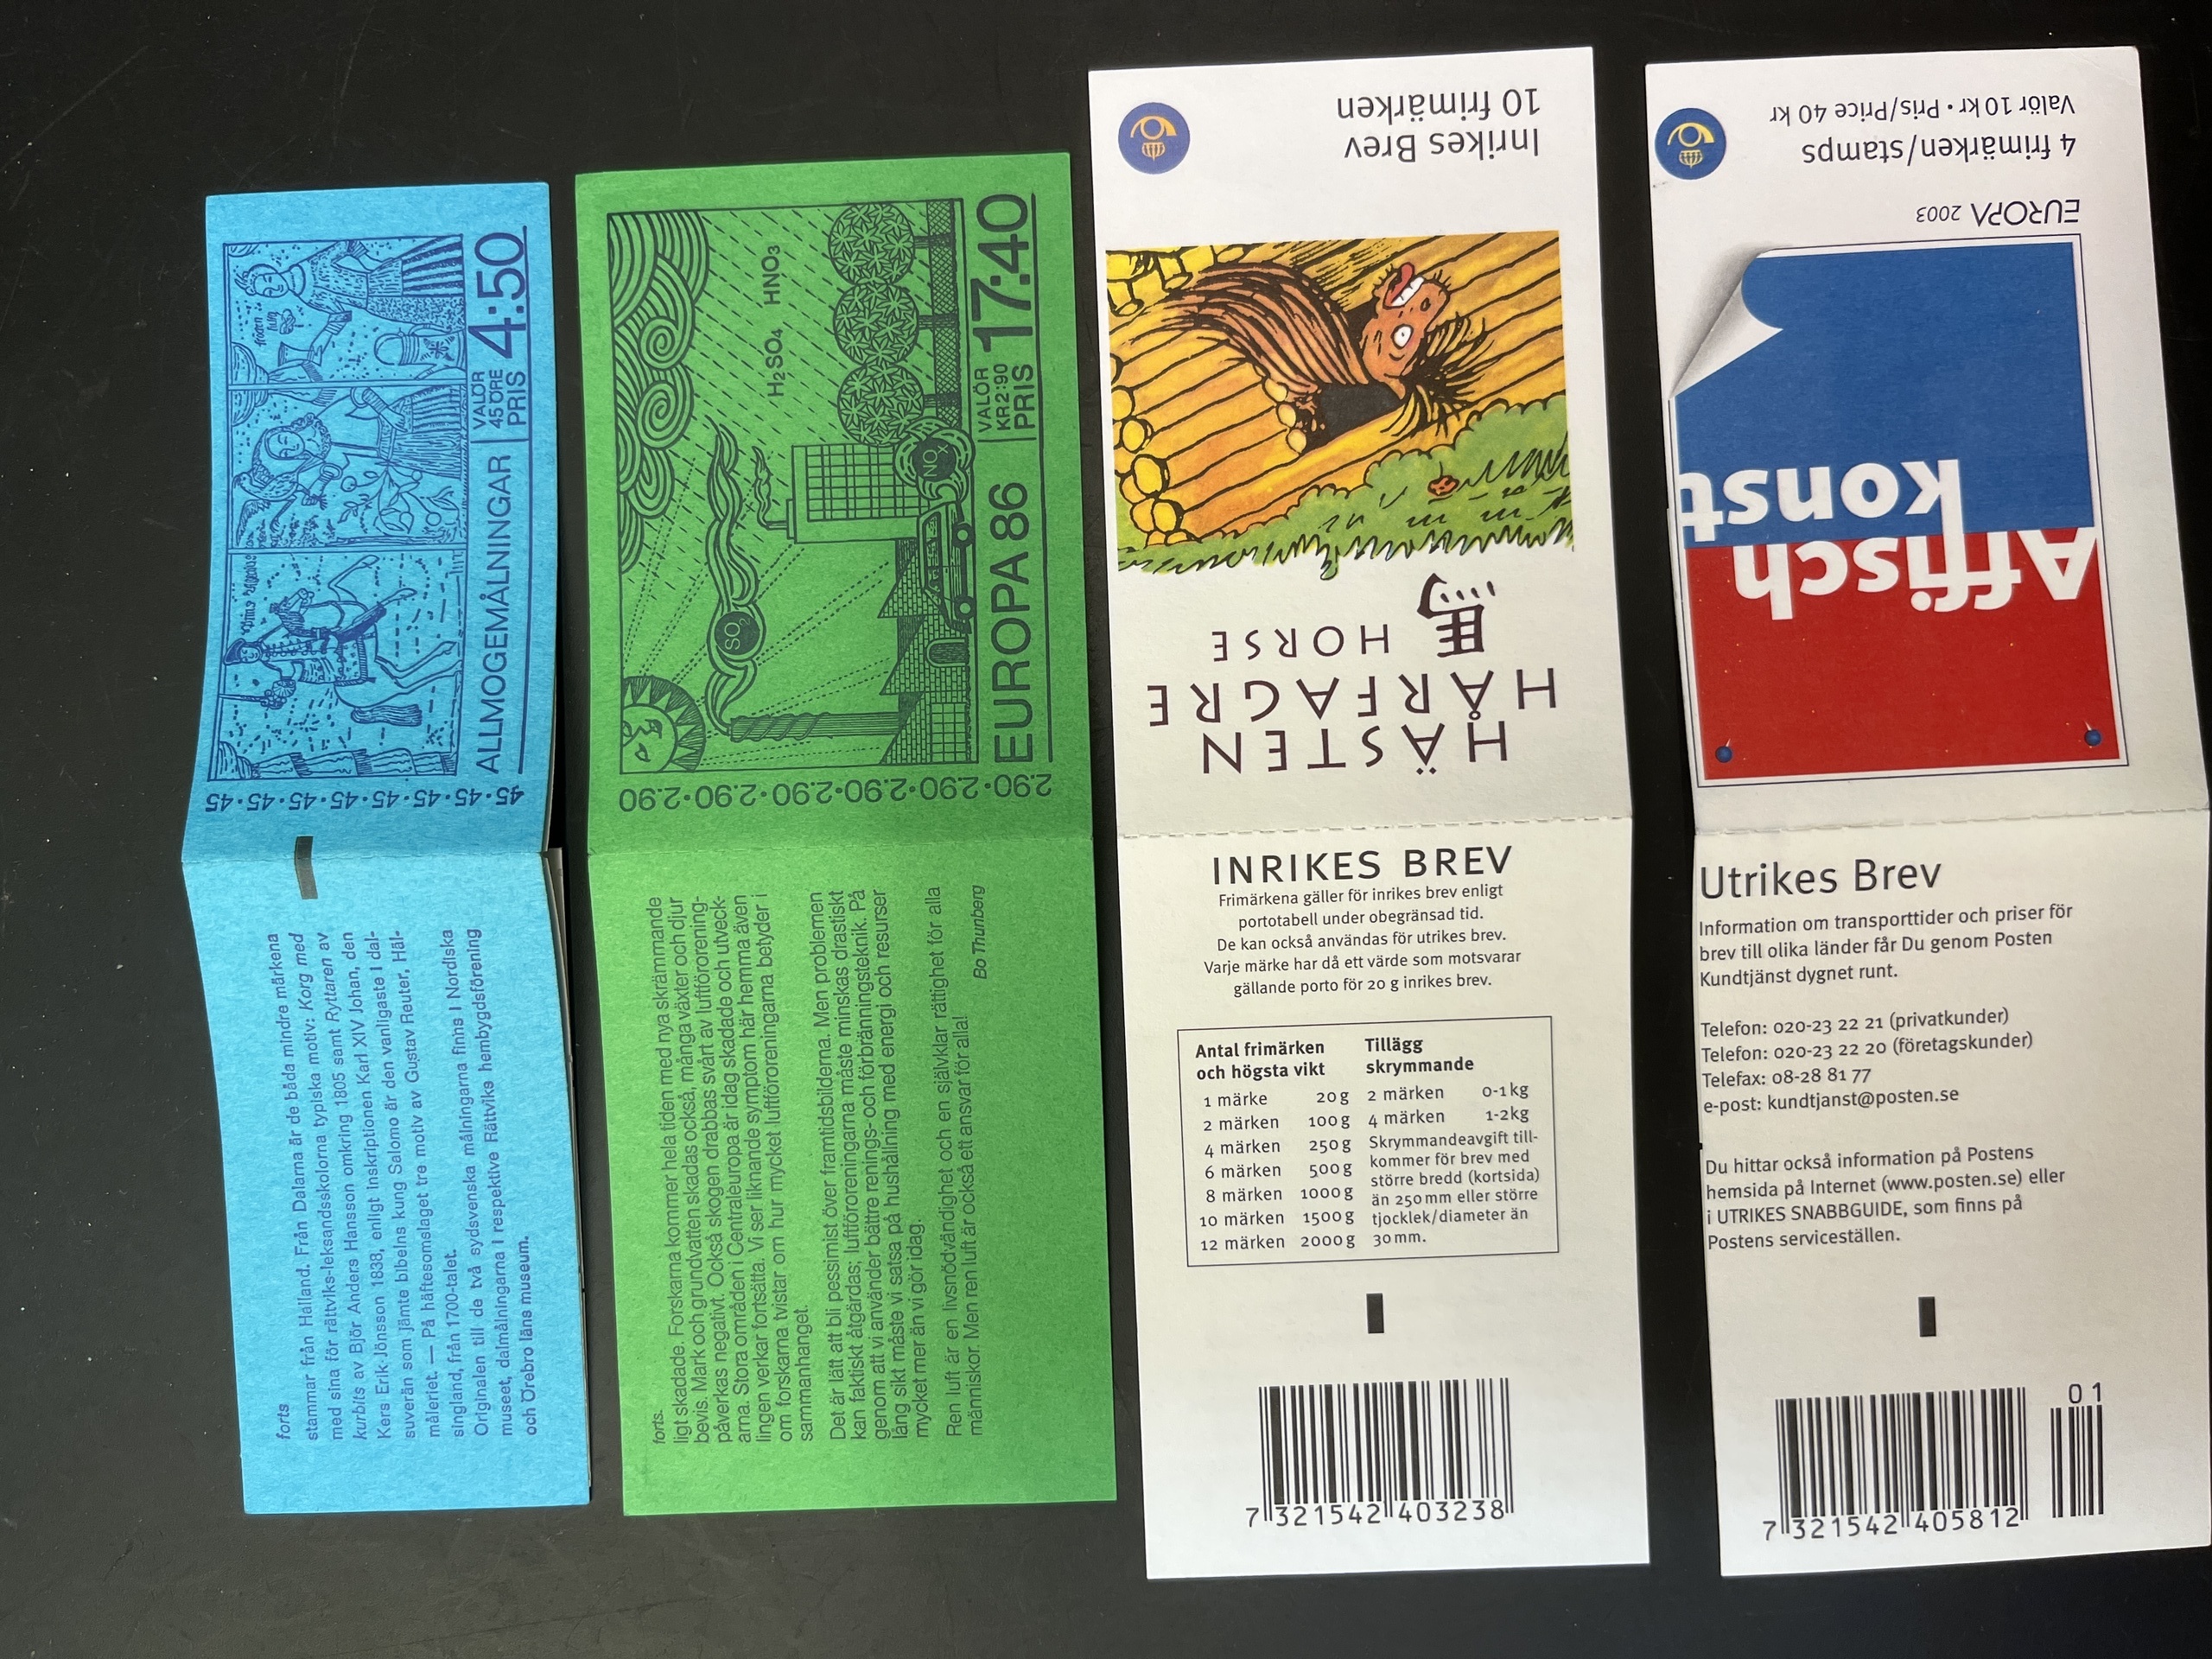 fröiden
hum
Printz Wagnius
ALLMOGEMÅLNINGAR
VALÖR
45 ÖRE
PRIS 4:50
45·45·45·45·45·45·45·45
forts
stammar från Halland. Från Dalarna är de båda mindre märkena
med sina för rättviks-leksandsskolorna typiska motiv: Korg med
kurbits av Björ Anders Hansson omkring 1805 samt Ryttaren av
Kers Erik Jönsson 1838, enligt inskriptionen Karl XIV Johan, den
suverän som jämte bibelns kung Salomo är den vanligaste i dal-
måleriet. — På häftesomslaget tre motiv av Gustav Reuter, Häl-
singland, från 1700-talet.
Originalen till de två sydsvenska målningarna finns i Nordiska
museet, dalmålningarna i respektive Rättviks hembygdsförening
och Örebro läns museum.
H₂SO₄ HNO₃
SO₂
NOX
EUROPA 86
VALÖR
KR 2:90
PRIS 17:40
2.90·2.90·2.90·2.90·2.90·2.90
forts.
ligt skadade. Forskarna kommer hela tiden med nya skrämmande
bevis. Mark och grundvatten skadas också, många växter och djur
påverkas negativt. Också skogen drabbas svårt av luftförorening-
arna. Stora områden i Centraleuropa är idag skadade och utveck-
lingen verkar fortsätta. Vi ser liknande symptom här hemma även
om forskarna tvistar om hur mycket luftföroreningarna betyder i
sammanhanget.
Det är lätt att bli pessimist över framtidsbilderna. Men problemen
kan faktiskt åtgärdas; luftföroreningarna måste minskas drastiskt
genom att vi använder bättre renings- och förbränningsteknik. På
lång sikt måste vi satsa på hushållning med energi och resurser
mycket mer än vi gör idag.
Ren luft är en livsnödvändighet och en självklar rättighet för alla
människor. Men ren luft är också ett ansvar för alla!
Bo Thunberg
Inrikes Brev
10 frimärken
HÄSTEN
HÅRFAGRE
HORSE 馬
INRIKES BREV
Frimärkena gäller för inrikes brev enligt
portotabell under obegränsad tid.
De kan också användas för utrikes brev.
Varje märke har då ett värde som motsvarar
gällande porto för 20 g inrikes brev.
Antal frimärken
och högsta vikt
1 märke 20 g
2 märken 100 g
4 märken 250 g
6 märken 500 g
8 märken 1000 g
10 märken 1500 g
12 märken 2000 g
Tillägg
skrymmande
2 märken 0-1 kg
4 märken 1-2 kg
Skrymmandeavgift till-
kommer för brev med
större bredd (kortsida)
än 250 mm eller större
tjocklek/diameter än
30 mm.
7 321542 403238
4 frimärken/stamps
Valör 10 kr • Pris/Price 40 kr
EUROPA 2003
Affisch
konst
Utrikes Brev
Information om transporttider och priser för
brev till olika länder får Du genom Posten
Kundtjänst dygnet runt.
Telefon: 020-23 22 21 (privatkunder)
Telefon: 020-23 22 20 (företagskunder)
Telefax: 08-28 81 77
e-post: kundtjanst@posten.se
Du hittar också information på Postens
hemsida på Internet (www.posten.se) eller
i UTRIKES SNABBGUIDE, som finns på
Postens serviceställen.
7 321542 405812
01